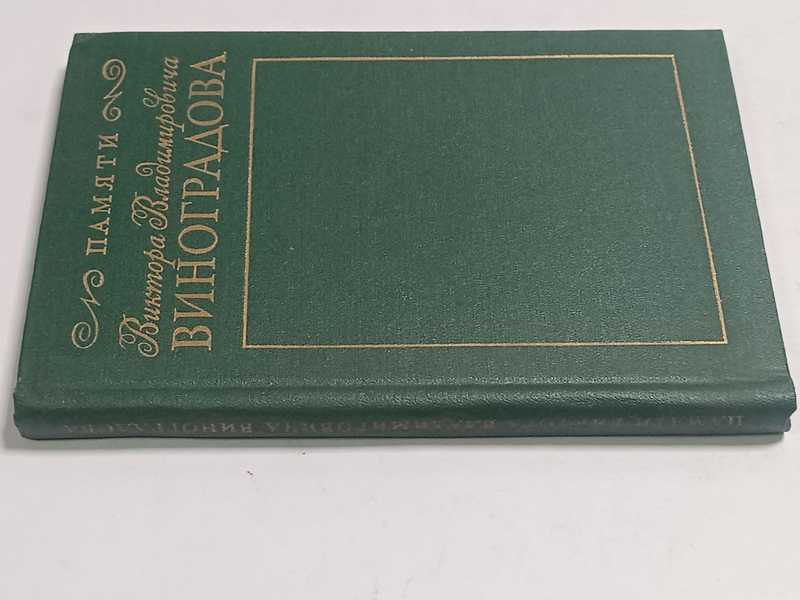 ПАМЯТИ
Виктора Владимировича
ВИНОГРАДОВА
ПАМЯТИ ВИКТОРА ВЛАДИМИРОВИЧА ВИНОГРАДОВА